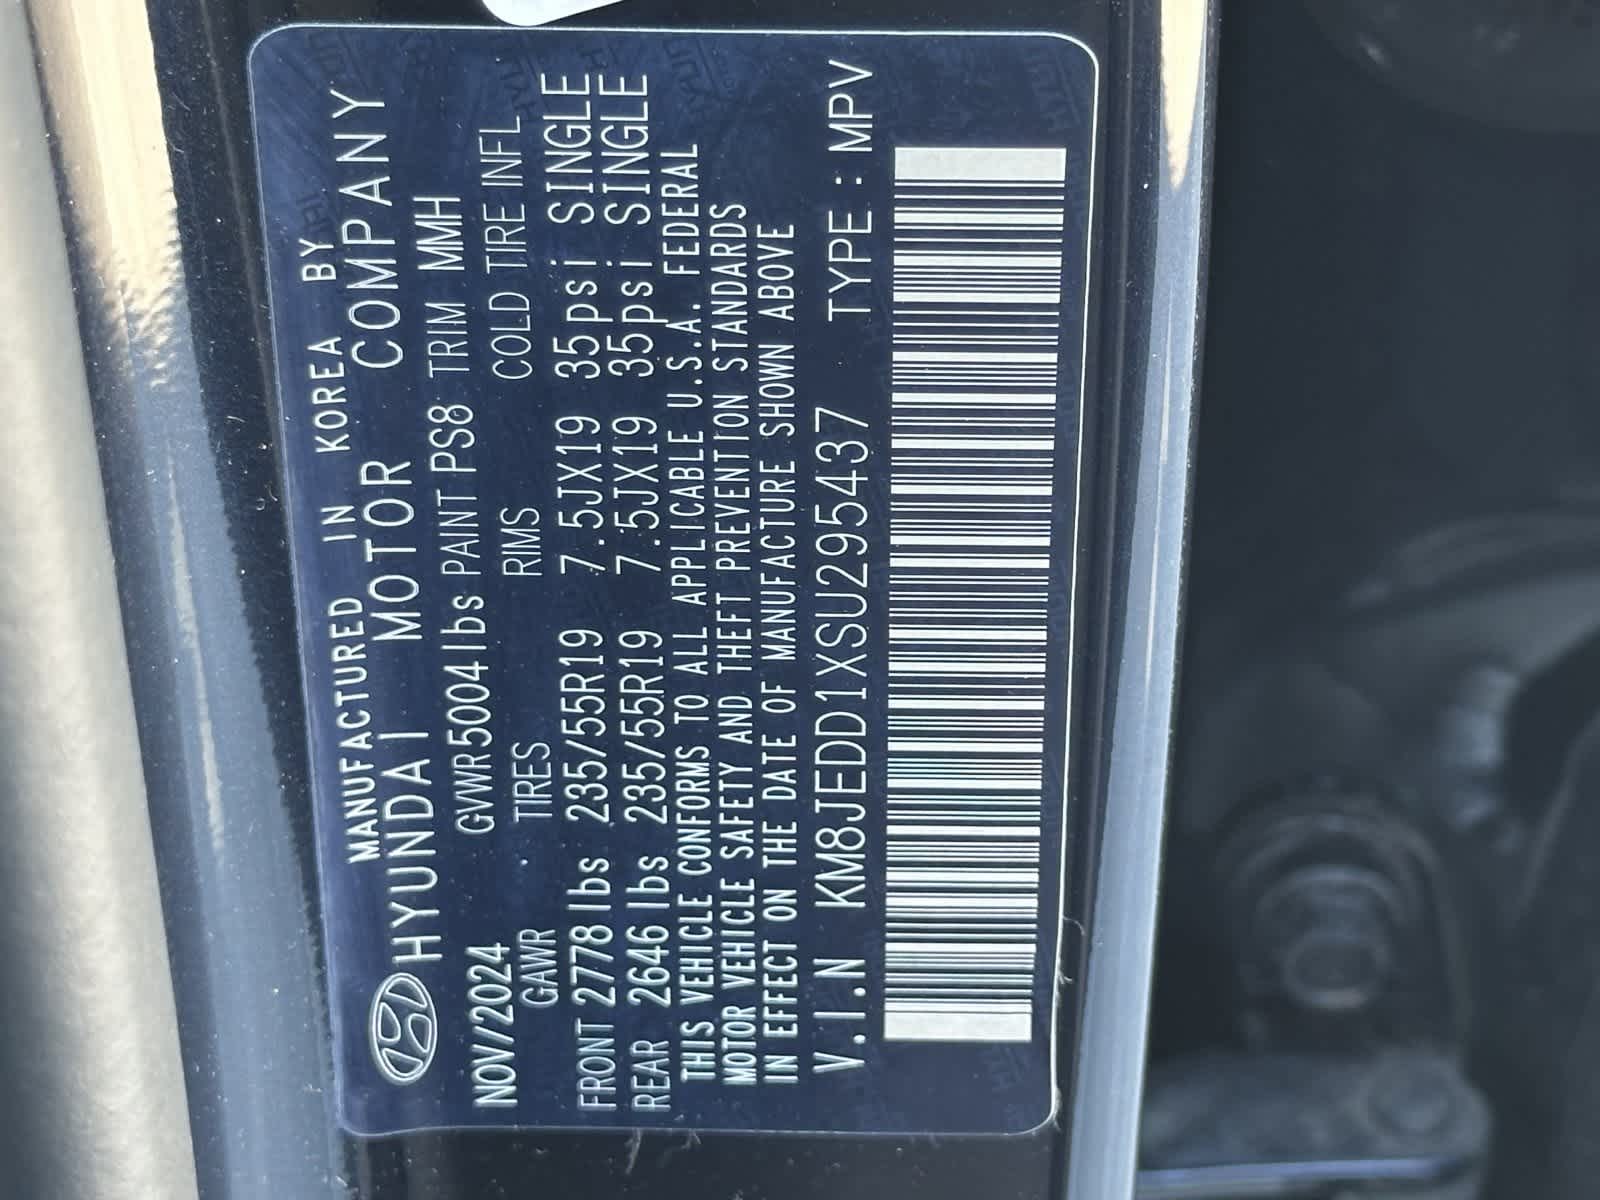 MANUFACTURED IN KOREA BY
HYUNDAI MOTOR COMPANY
NOV/2024 GVWR 5004 lbs PAINT PS8 TRIM MMH
GAWR TIRES RIMS COLD TIRE INFL.
FRONT 2778 lbs 235/55R19 7.5JX19 35psi SINGLE
REAR 2646 lbs 235/55R19 7.5JX19 35psi SINGLE
THIS VEHICLE CONFORMS TO ALL APPLICABLE U.S.A. FEDERAL
MOTOR VEHICLE SAFETY AND THEFT PREVENTION STANDARDS
IN EFFECT ON THE DATE OF MANUFACTURE SHOWN ABOVE
V.I.N KM8JEDD1XSU295437 TYPE : MPV